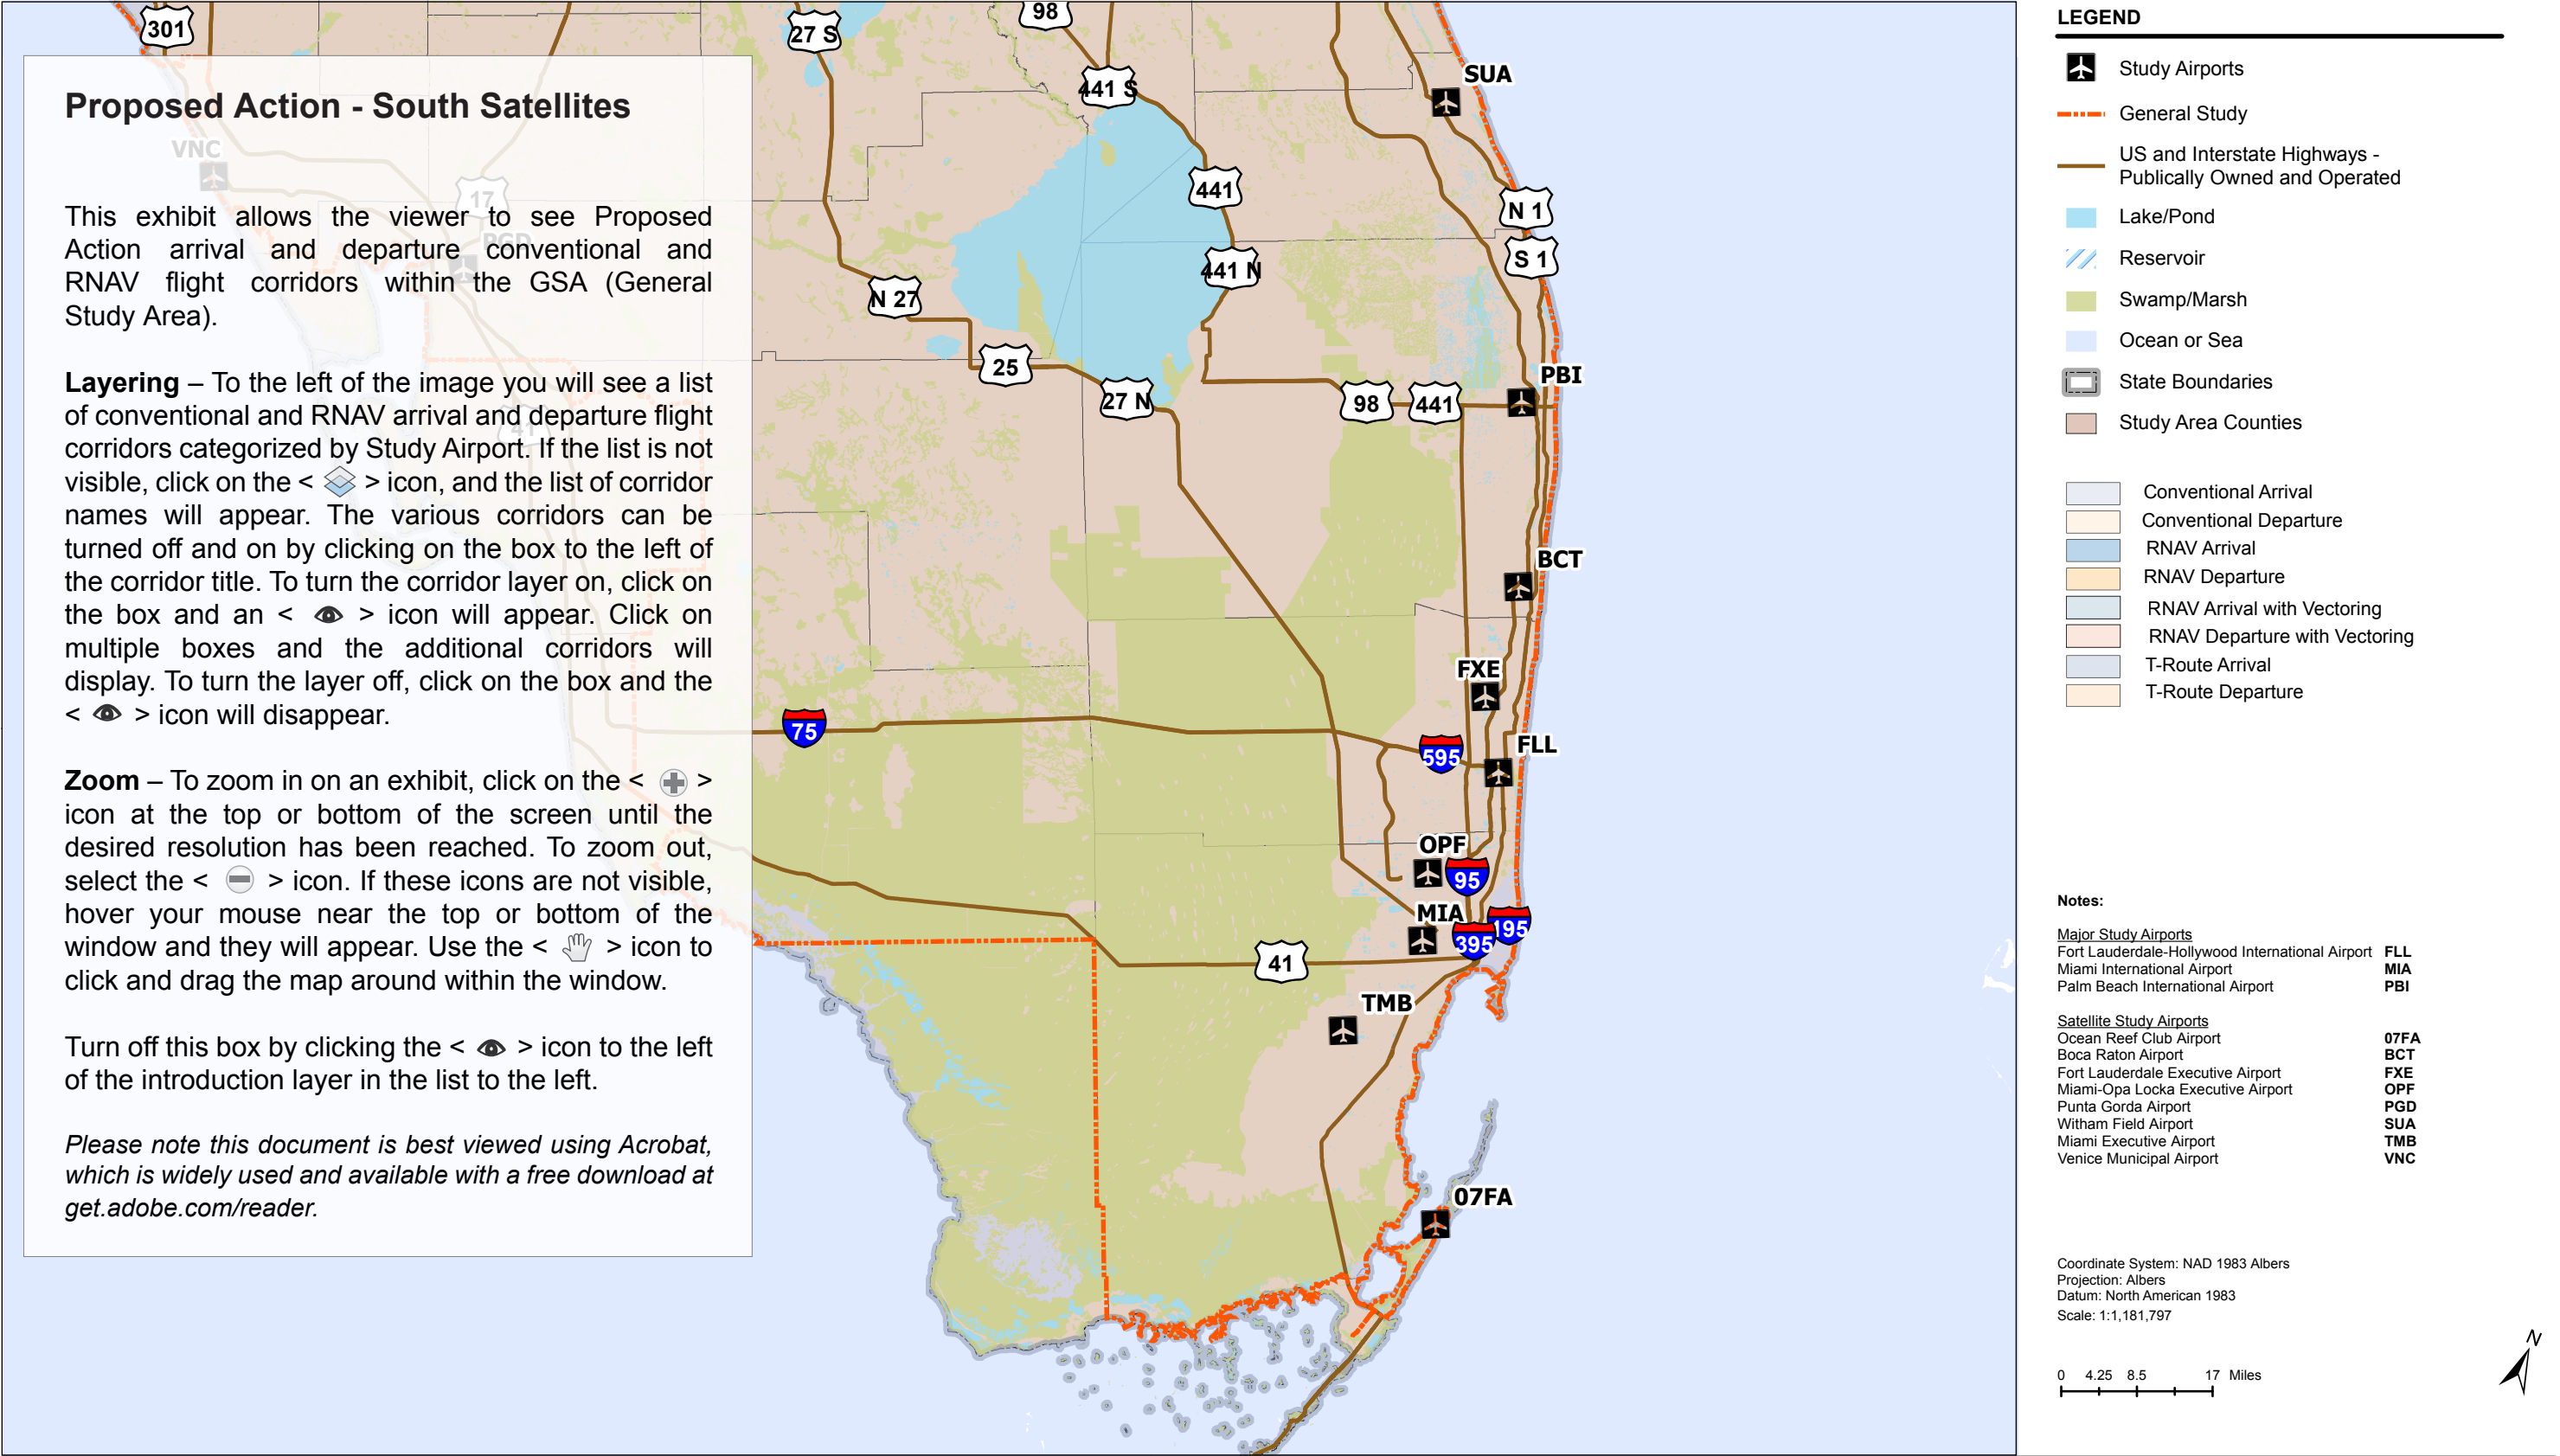 Proposed Action - South Satellites
This exhibit allows the viewer to see Proposed
Action arrival and departure conventional and
RNAV flight corridors within the GSA (General
Study Area).
Layering – To the left of the image you will see a list
of conventional and RNAV arrival and departure flight
corridors categorized by Study Airport. If the list is not
visible, click on the < > icon, and the list of corridor
names will appear. The various corridors can be
turned off and on by clicking on the box to the left of
the corridor title. To turn the corridor layer on, click on
the box and an < > icon will appear. Click on
multiple boxes and the additional corridors will
display. To turn the layer off, click on the box and the
< > icon will disappear.
Zoom – To zoom in on an exhibit, click on the < >
icon at the top or bottom of the screen until the
desired resolution has been reached. To zoom out,
select the < > icon. If these icons are not visible,
hover your mouse near the top or bottom of the
window and they will appear. Use the < > icon to
click and drag the map around within the window.
Turn off this box by clicking the < > icon to the left
of the introduction layer in the list to the left.
Please note this document is best viewed using Acrobat,
which is widely used and available with a free download at
get.adobe.com/reader.
301
VNC
17
PGD
41
27 S
98
441 S
SUA
441
N 1
S 1
441 N
N 27
25
27 N
98
441
PBI
BCT
FXE
75
595
FLL
OPF
95
MIA
195
395
41
TMB
07FA
LEGEND
Study Airports
General Study
US and Interstate Highways -
Publically Owned and Operated
Lake/Pond
Reservoir
Swamp/Marsh
Ocean or Sea
State Boundaries
Study Area Counties
Conventional Arrival
Conventional Departure
RNAV Arrival
RNAV Departure
RNAV Arrival with Vectoring
RNAV Departure with Vectoring
T-Route Arrival
T-Route Departure
Notes:
Major Study Airports
Fort Lauderdale-Hollywood International Airport FLL
Miami International Airport MIA
Palm Beach International Airport PBI
Satellite Study Airports
Ocean Reef Club Airport 07FA
Boca Raton Airport BCT
Fort Lauderdale Executive Airport FXE
Miami-Opa Locka Executive Airport OPF
Punta Gorda Airport PGD
Witham Field Airport SUA
Miami Executive Airport TMB
Venice Municipal Airport VNC
Coordinate System: NAD 1983 Albers
Projection: Albers
Datum: North American 1983
Scale: 1:1,181,797
0 4.25 8.5 17 Miles
N